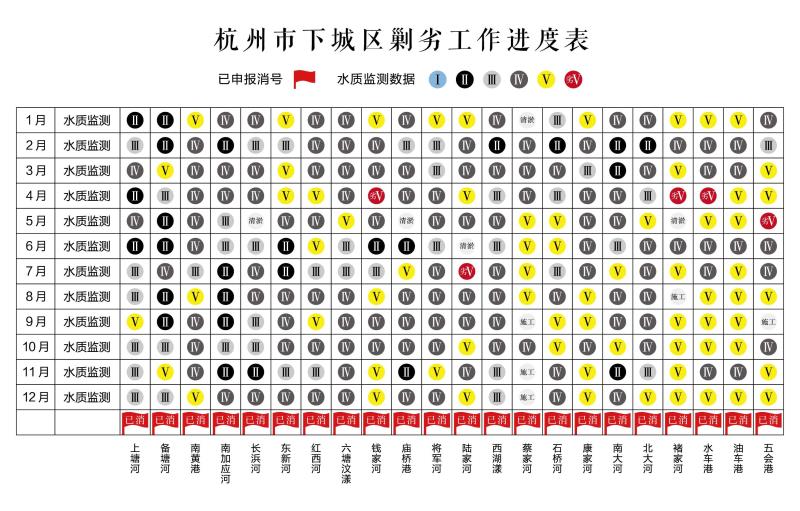 杭州市下城区剿劣工作进度表
已申报消号 水质监测数据 Ⅰ Ⅱ Ⅲ Ⅳ Ⅴ 劣Ⅴ
1月 水质监测 Ⅱ Ⅱ Ⅴ Ⅳ Ⅳ Ⅴ Ⅳ Ⅳ Ⅴ Ⅳ Ⅴ Ⅴ Ⅳ 清淤 Ⅲ Ⅴ Ⅳ Ⅳ Ⅴ Ⅴ Ⅴ Ⅳ
2月 水质监测 Ⅲ Ⅱ Ⅳ Ⅱ Ⅲ Ⅲ Ⅳ Ⅳ Ⅳ Ⅲ Ⅲ Ⅳ Ⅱ Ⅳ Ⅱ Ⅳ Ⅱ Ⅱ Ⅳ Ⅳ Ⅳ Ⅲ
3月 水质监测 Ⅳ Ⅴ Ⅳ Ⅳ Ⅳ Ⅴ Ⅳ Ⅳ Ⅳ Ⅳ Ⅲ Ⅳ Ⅳ Ⅳ Ⅳ Ⅲ Ⅱ Ⅳ Ⅴ Ⅳ Ⅳ Ⅴ
4月 水质监测 Ⅱ Ⅲ Ⅳ Ⅳ Ⅳ Ⅴ Ⅴ Ⅳ 劣Ⅴ Ⅳ Ⅳ Ⅴ Ⅲ Ⅳ Ⅳ Ⅳ Ⅳ Ⅲ 劣Ⅴ 劣Ⅴ Ⅴ Ⅴ
5月 水质监测 Ⅳ Ⅱ Ⅳ Ⅲ 清淤 Ⅳ Ⅳ Ⅴ Ⅳ 清淤 Ⅳ Ⅳ Ⅳ Ⅴ Ⅴ Ⅳ Ⅳ Ⅴ 清淤 Ⅴ Ⅴ 劣Ⅴ
6月 水质监测 Ⅱ Ⅱ Ⅳ Ⅲ Ⅲ Ⅱ Ⅴ Ⅲ Ⅱ Ⅱ Ⅲ 清淤 Ⅲ Ⅴ Ⅴ Ⅳ Ⅲ Ⅳ Ⅳ Ⅳ Ⅳ Ⅳ
7月 水质监测 Ⅲ Ⅳ Ⅲ Ⅱ Ⅳ Ⅱ Ⅲ Ⅲ Ⅲ Ⅴ Ⅳ 劣Ⅴ Ⅳ Ⅴ Ⅲ Ⅳ Ⅴ Ⅳ Ⅴ Ⅴ Ⅳ Ⅳ
8月 水质监测 Ⅲ Ⅱ Ⅴ Ⅱ Ⅳ Ⅳ Ⅳ Ⅳ Ⅴ Ⅳ Ⅳ Ⅳ Ⅳ Ⅴ Ⅳ Ⅴ Ⅳ Ⅳ 施工 Ⅴ Ⅴ Ⅴ
9月 水质监测 Ⅴ Ⅱ Ⅳ Ⅱ Ⅲ Ⅳ Ⅴ Ⅳ Ⅳ Ⅳ Ⅳ Ⅳ Ⅳ 施工 Ⅴ Ⅴ Ⅳ Ⅳ Ⅴ Ⅴ Ⅴ 施工
10月 水质监测 Ⅲ Ⅲ Ⅳ Ⅲ Ⅲ Ⅳ Ⅳ Ⅳ Ⅳ Ⅳ Ⅳ Ⅴ Ⅳ Ⅳ Ⅴ Ⅳ Ⅴ Ⅳ Ⅴ Ⅴ Ⅴ Ⅳ
11月 水质监测 Ⅲ Ⅴ Ⅳ Ⅱ Ⅱ Ⅲ Ⅲ Ⅳ Ⅴ Ⅱ Ⅴ Ⅳ Ⅲ 施工 Ⅳ Ⅴ Ⅱ Ⅲ Ⅴ Ⅳ Ⅳ Ⅴ
12月 水质监测 Ⅲ Ⅲ Ⅴ Ⅳ Ⅳ Ⅳ Ⅳ Ⅳ Ⅴ Ⅳ Ⅳ Ⅴ Ⅲ 施工 Ⅳ Ⅴ Ⅳ Ⅳ Ⅴ Ⅴ Ⅴ Ⅴ
已消 已消 已消 已消 已消 已消 已消 已消 已消 已消 已消 已消 已消 已消 已消 已消 已消 已消 已消 已消 已消 已消
上塘河 备塘河 南黄港 南加应河 长浜河 东新河 红西河 六塘汶漾 钱家河 庙桥港 将军河 陆家河 西湖漾 蔡家河 石桥河 康家河 南大河 北大河 褚家河 水车港 油车港 五会港